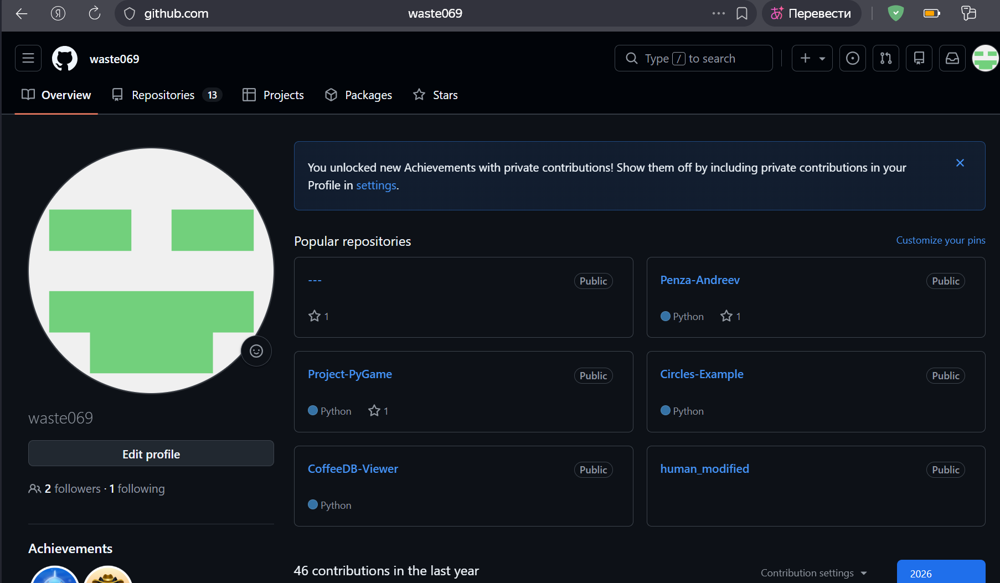 github.com
waste069
Перевести
waste069
Type / to search
Overview
Repositories 13
Projects
Packages
Stars
You unlocked new Achievements with private contributions! Show them off by including private contributions in your
Profile in settings.
Popular repositories
Customize your pins
---
Public
1
Penza-Andreev
Public
Python
1
Project-PyGame
Public
Python
1
Circles-Example
Public
Python
CoffeeDB-Viewer
Public
Python
human_modified
Public
waste069
Edit profile
2 followers · 1 following
Achievements
46 contributions in the last year
Contribution settings
2026